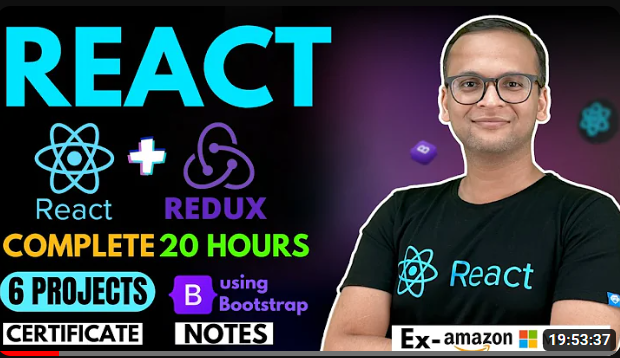 REACT
React + REDUX
COMPLETE 20 HOURS
6 PROJECTS
B using
Bootstrap
CERTIFICATE NOTES
React
Ex-amazon
19:53:37
B